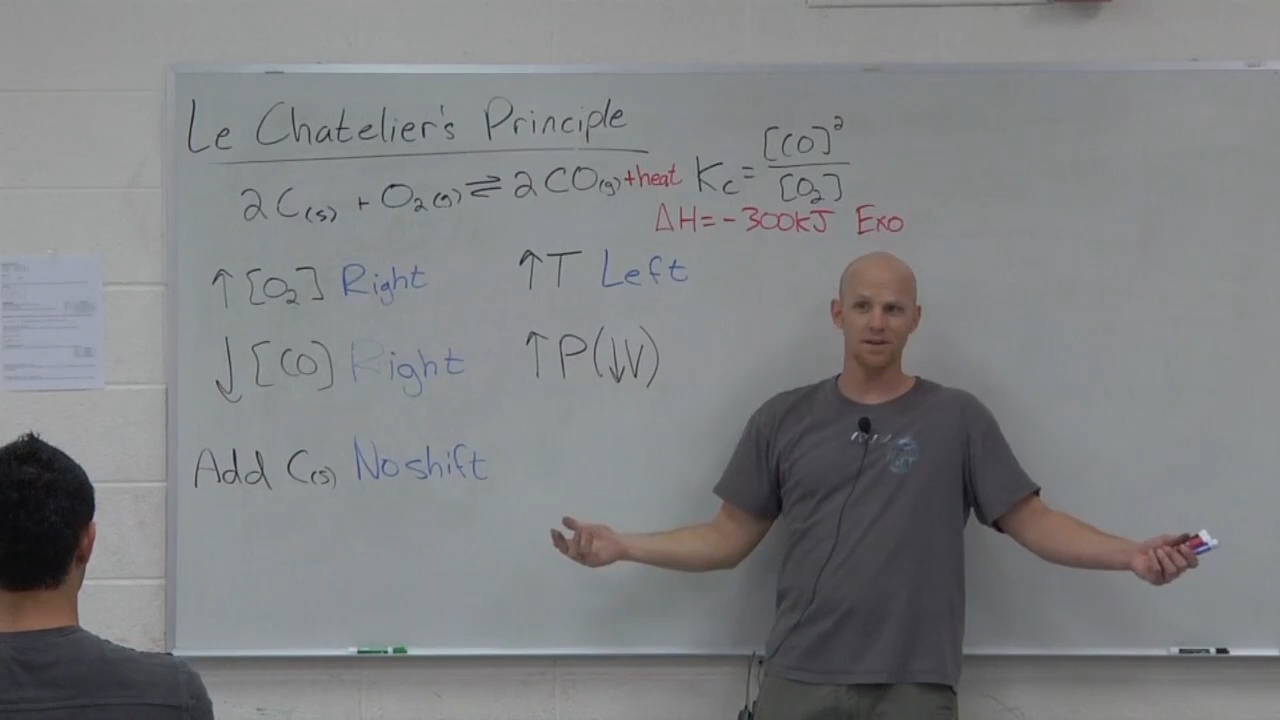 Le Chatelier's Principle
2C(s) + O₂(g) ⇌ 2CO(g) + heat
Kc = [CO]² / [O₂]
ΔH = -300kJ Exo
↑[O₂] Right
↑T Left
↓[CO] Right
↑P(↓V)
Add C(s) No shift